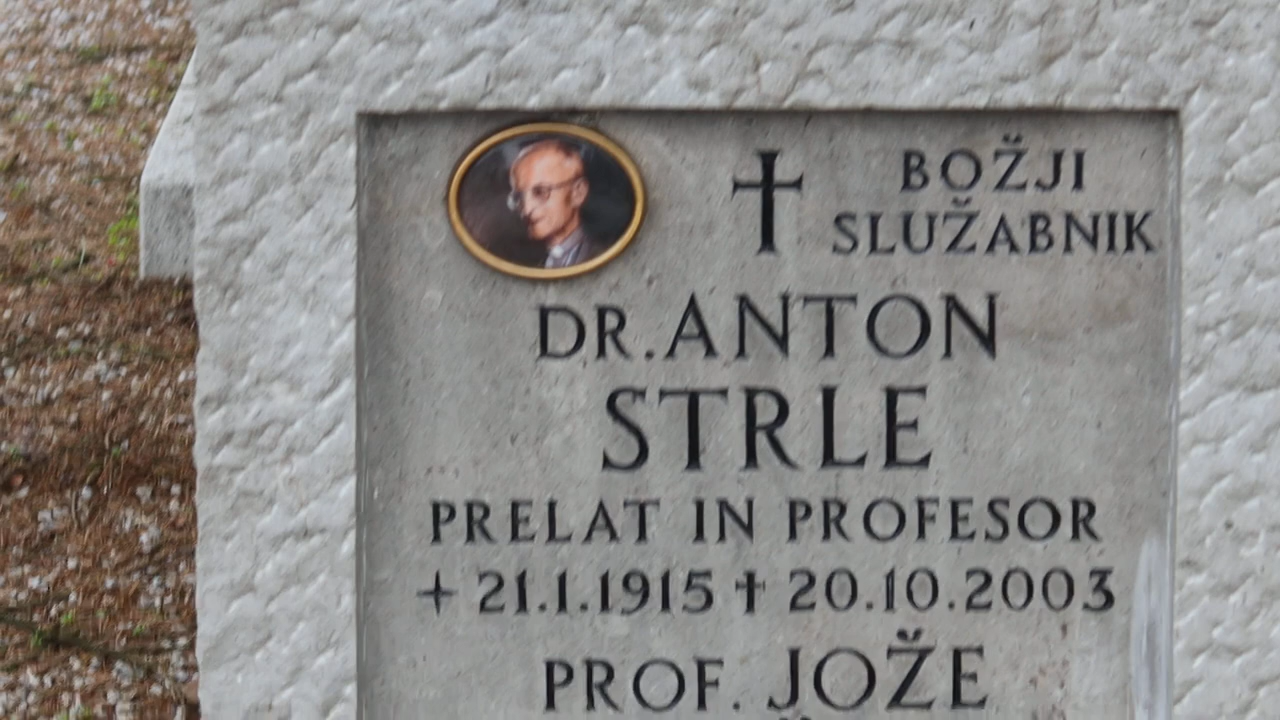 † BOŽJI
SLUŽABNIK
DR. ANTON
STRLE
PRELAT IN PROFESOR
+ 21.1.1915 † 20.10.2003
PROF. JOŽE